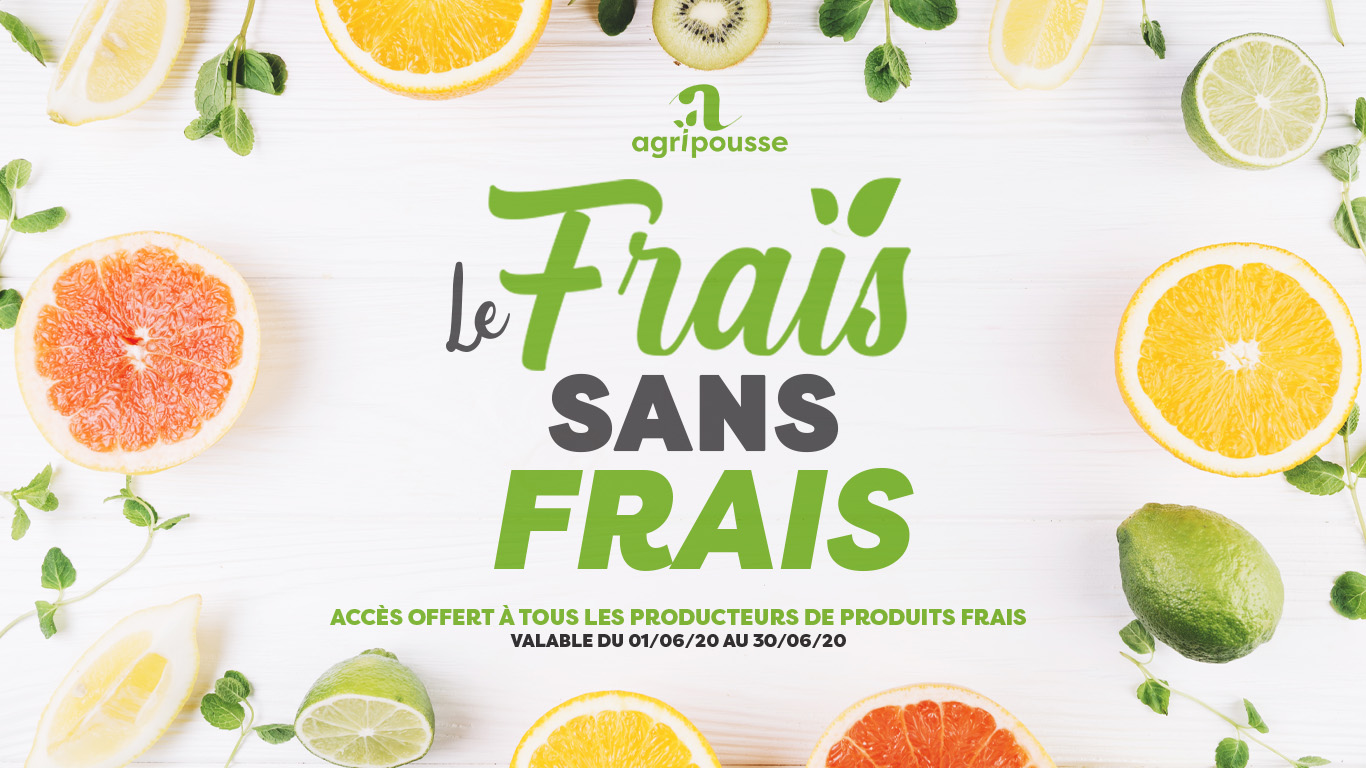 agripousse
Le Frais
SANS
FRAIS
ACCÈS OFFERT À TOUS LES PRODUCTEURS DE PRODUITS FRAIS
VALABLE DU 01/06/20 AU 30/06/20